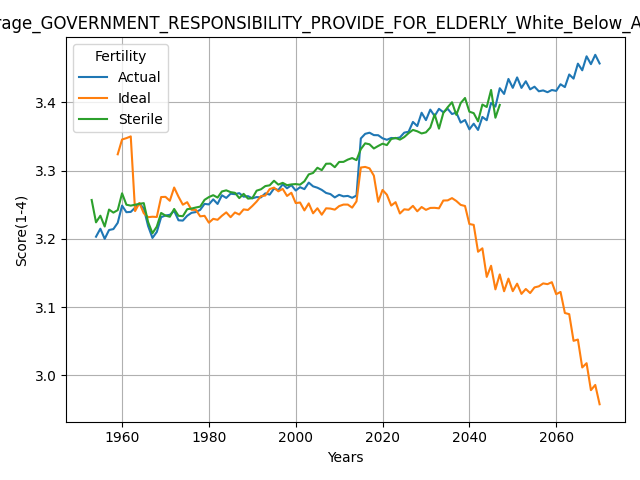 rage_GOVERNMENT_RESPONSIBILITY_PROVIDE_FOR_ELDERLY_White_Below_A
Fertility
Actual
Ideal
Sterile
Score(1-4)
3.4
3.3
3.2
3.1
3.0
1960 1980 2000 2020 2040 2060
Years